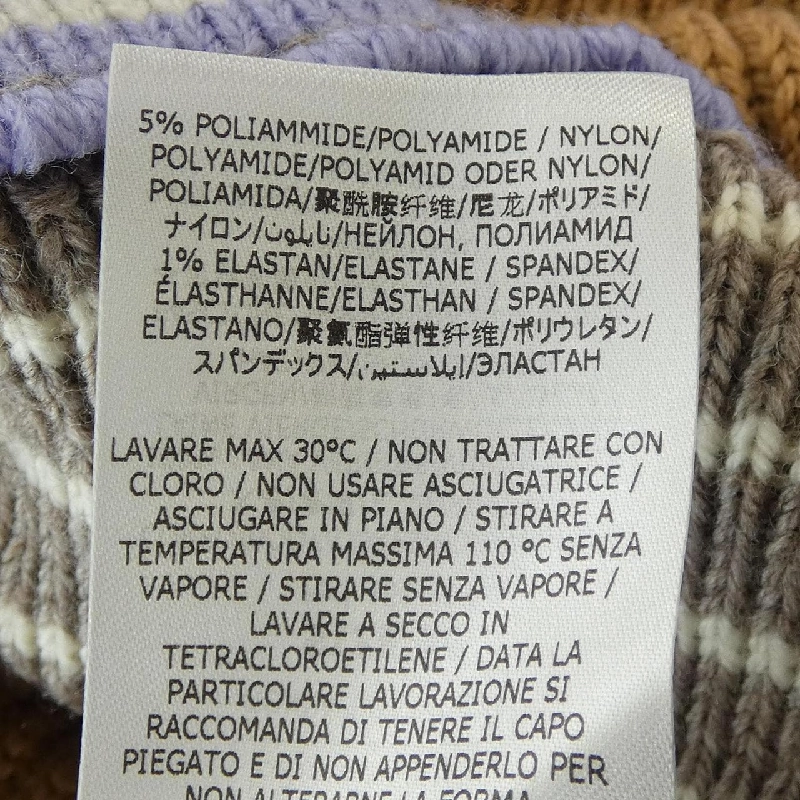 5% POLIAMMIDE/POLYAMIDE / NYLON/
POLYAMIDE/POLYAMID ODER NYLON/
POLIAMIDA/聚酰胺纤维/尼龙/ポリアミド/
ナイロン/نايلون/НЕЙЛОН, ПОЛИАМИД
1% ELASTAN/ELASTANE / SPANDEX/
ÉLASTHANNE/ELASTHAN / SPANDEX/
ELASTANO/聚氨酯弹性纤维/ポリウレタン/
スパンデックス/إيلاستين/ЭЛАСТАН
LAVARE MAX 30°C / NON TRATTARE CON
CLORO / NON USARE ASCIUGATRICE /
ASCIUGARE IN PIANO / STIRARE A
TEMPERATURA MASSIMA 110 °C SENZA
VAPORE / STIRARE SENZA VAPORE /
LAVARE A SECCO IN
TETRACLOROETILENE / DATA LA
PARTICOLARE LAVORAZIONE SI
RACCOMANDA DI TENERE IL CAPO
PIEGATO E DI NON APPENDERLO PER
NON ALTERARNE LA FORMA